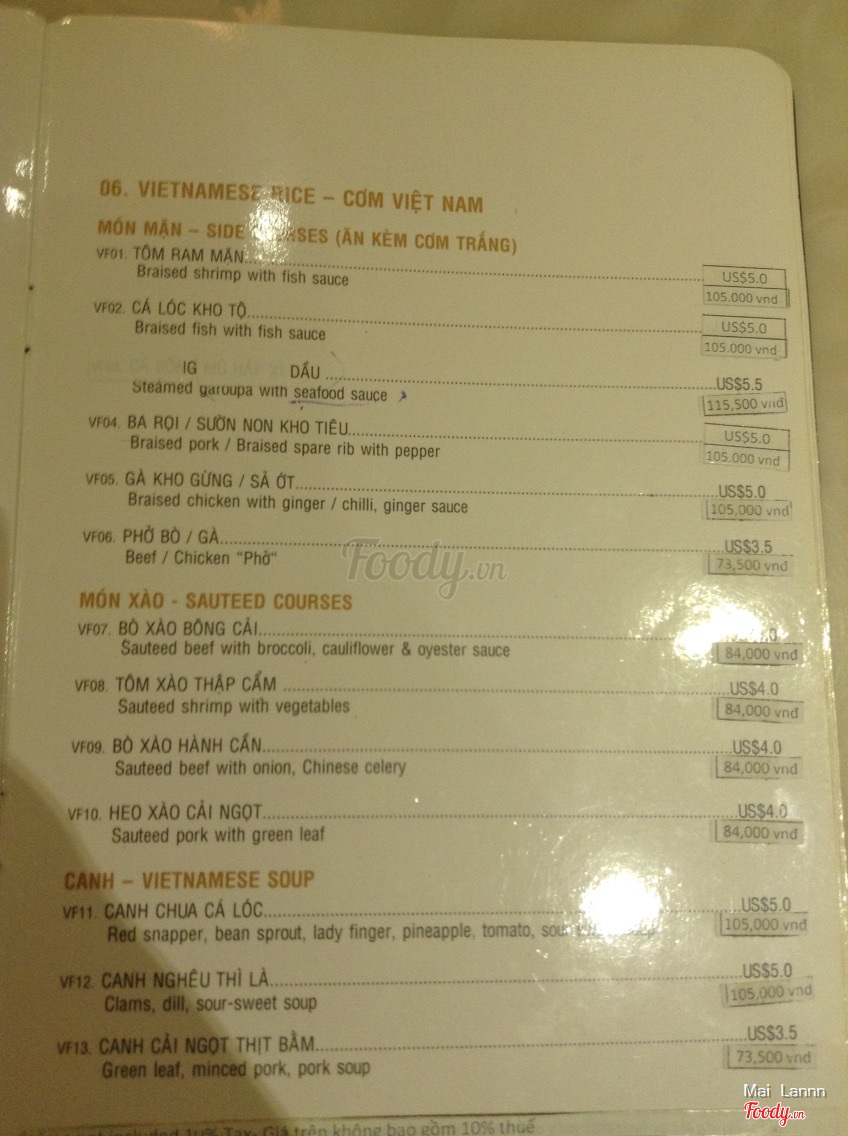 06. VIETNAMESE RICE – CƠM VIỆT NAM
MÓN MẶN – SIDE COURSES (ĂN KÈM CƠM TRẮNG)
VF01. TÔM RAM MẶN US$5.0
Braised shrimp with fish sauce 105.000 vnd
VF02. CÁ LÓC KHO TỘ US$5.0
Braised fish with fish sauce 105.000 vnd
IG DẦU US$5.5
Steamed garoupa with seafood sauce 115,500 vnd
VF04. BA RỌI / SƯỜN NON KHO TIÊU US$5.0
Braised pork / Braised spare rib with pepper 105.000 vnd
VF05. GÀ KHO GỪNG / SẢ ỚT US$5.0
Braised chicken with ginger / chilli, ginger sauce 105,000 vnd
VF06. PHỞ BÒ / GÀ US$3.5
Beef / Chicken "Phở" 73,500 vnd
Foody.vn
MÓN XÀO - SAUTEED COURSES
VF07. BÒ XÀO BÔNG CẢI
Sauteed beef with broccoli, cauliflower & oyester sauce 84,000 vnd
VF08. TÔM XÀO THẬP CẨM US$4.0
Sauteed shrimp with vegetables 84,000 vnd
VF09. BÒ XÀO HÀNH CẦN US$4.0
Sauteed beef with onion, Chinese celery 84,000 vnd
VF10. HEO XÀO CẢI NGỌT US$4.0
Sauteed pork with green leaf 84,000 vnd
CANH – VIETNAMESE SOUP
VF11. CANH CHUA CÁ LÓC US$5.0
Red snapper, bean sprout, lady finger, pineapple, tomato, 105,000 vnd
VF12. CANH NGHÊU THÌ LÀ US$5.0
Clams, dill, sour-sweet soup 105,000 vnd
VF13. CANH CẢI NGỌT THỊT BẰM US$3.5
Green leaf, minced pork, pork soup 73,500 vnd
Mai Lannn
Foody.vn
included 10% Tax- Giá trên không bao gồm 10% thuế